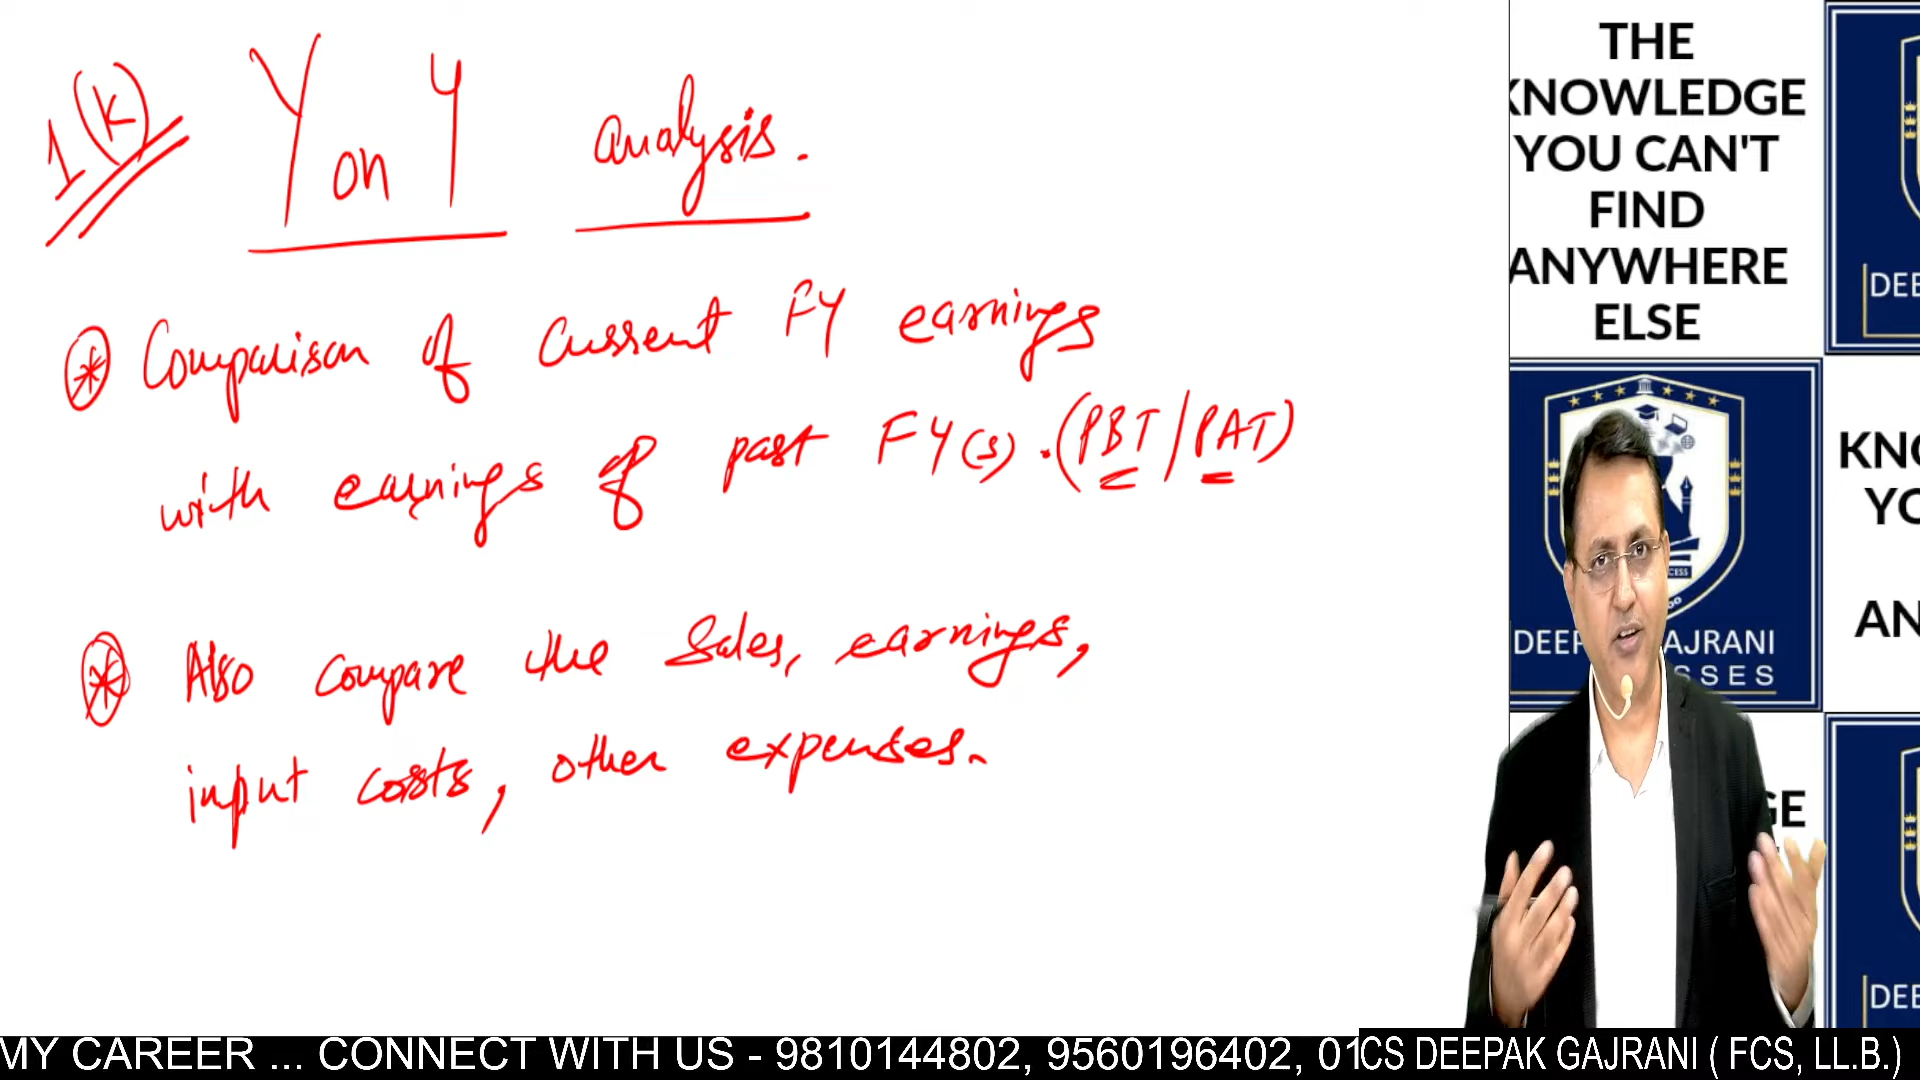 1(K) Y on Y analysis.
* Comparison of Current FY earnings
with earnings of past FY(s). (PBT/PAT)
* Also compare the Sales, earnings,
input costs, other expenses.
THE
KNOWLEDGE
YOU CAN'T
FIND
ANYWHERE
ELSE
DEE
KNO
YO
AN
CESS
DEEP AJRANI
SSES
GE
DEE
MY CAREER ... CONNECT WITH US - 9810144802, 9560196402, 01
CS DEEPAK GAJRANI ( FCS, LL.B.)